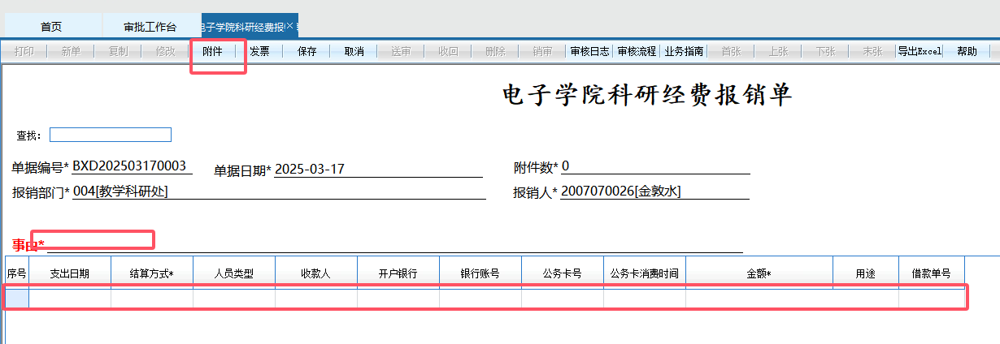 首页 审批工作台 电子学院科研经费报销
打印 新单 复制 修改 附件 发票 保存 取消 送审 收回 删除 销审 审核日志 审核流程 业务指南 首张 上张 下张 末张 导出Excel 帮助
电子学院科研经费报销单
查找：
单据编号* BXD202503170003 单据日期* 2025-03-17 附件数* 0
报销部门* 004[教学科研处] 报销人* 2007070026[金敦水]
事由*
序号 支出日期 结算方式* 人员类型 收款人 开户银行 银行账号 公务卡号 公务卡消费时间 金额* 用途 借款单号